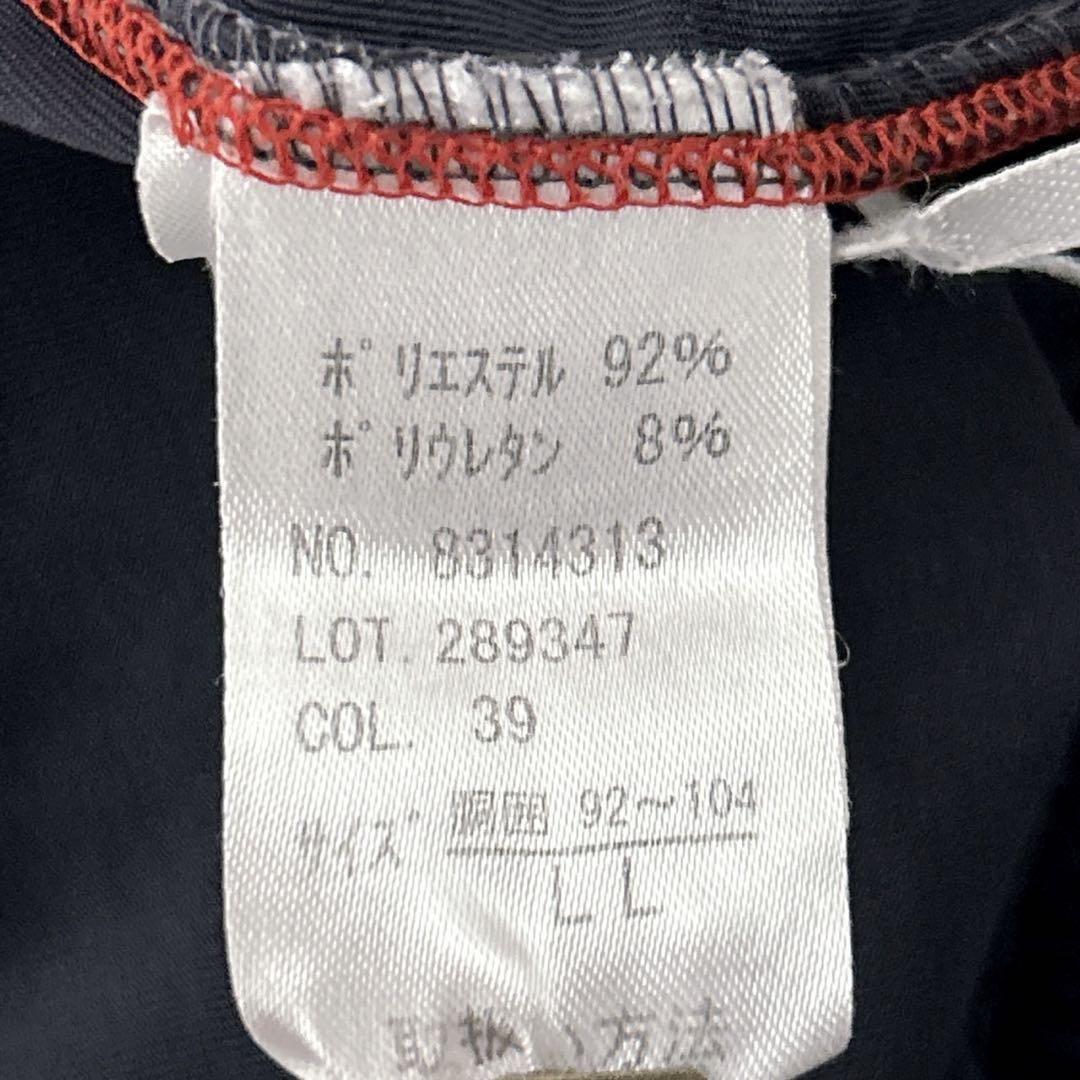 ポリエステル 92%
ポリウレタン 8%
NO. 8314313
LOT. 289347
COL. 39
サイズ 胴囲 92～104
LL
取扱い方法